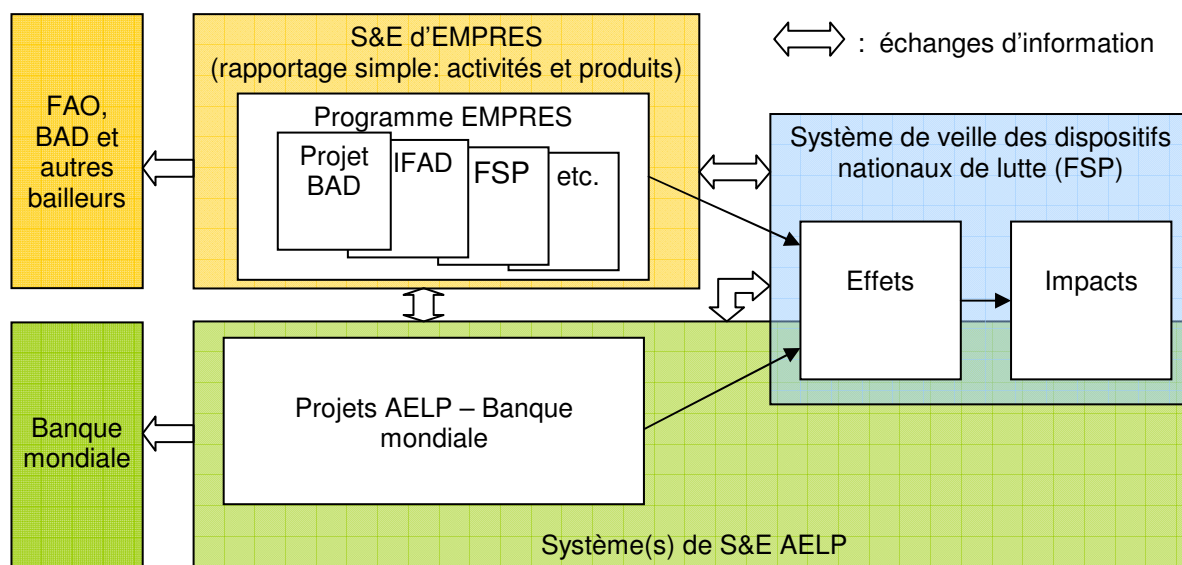 S&E d’EMPRES
(rapportage simple: activités et produits)
: échanges d’information
FAO,
BAD et
autres
bailleurs
Programme EMPRES
Projet
BAD
IFAD
FSP
etc.
Système de veille des dispositifs
nationaux de lutte (FSP)
Effets
Impacts
Banque
mondiale
Projets AELP – Banque
mondiale
Système(s) de S&E AELP